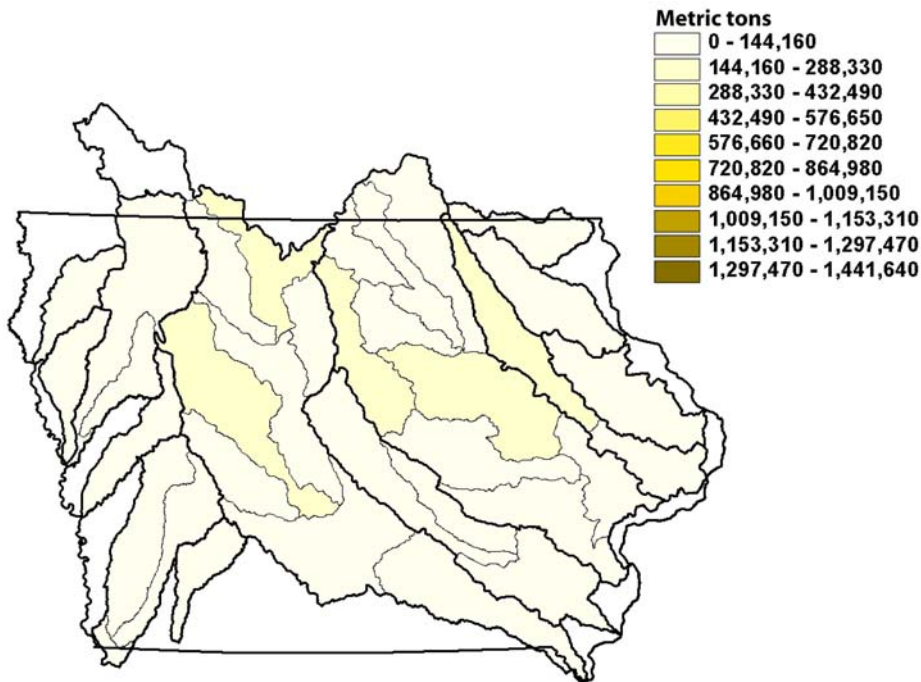 Metric tons
0 - 144,160
144,160 - 288,330
288,330 - 432,490
432,490 - 576,650
576,660 - 720,820
720,820 - 864,980
864,980 - 1,009,150
1,009,150 - 1,153,310
1,153,310 - 1,297,470
1,297,470 - 1,441,640